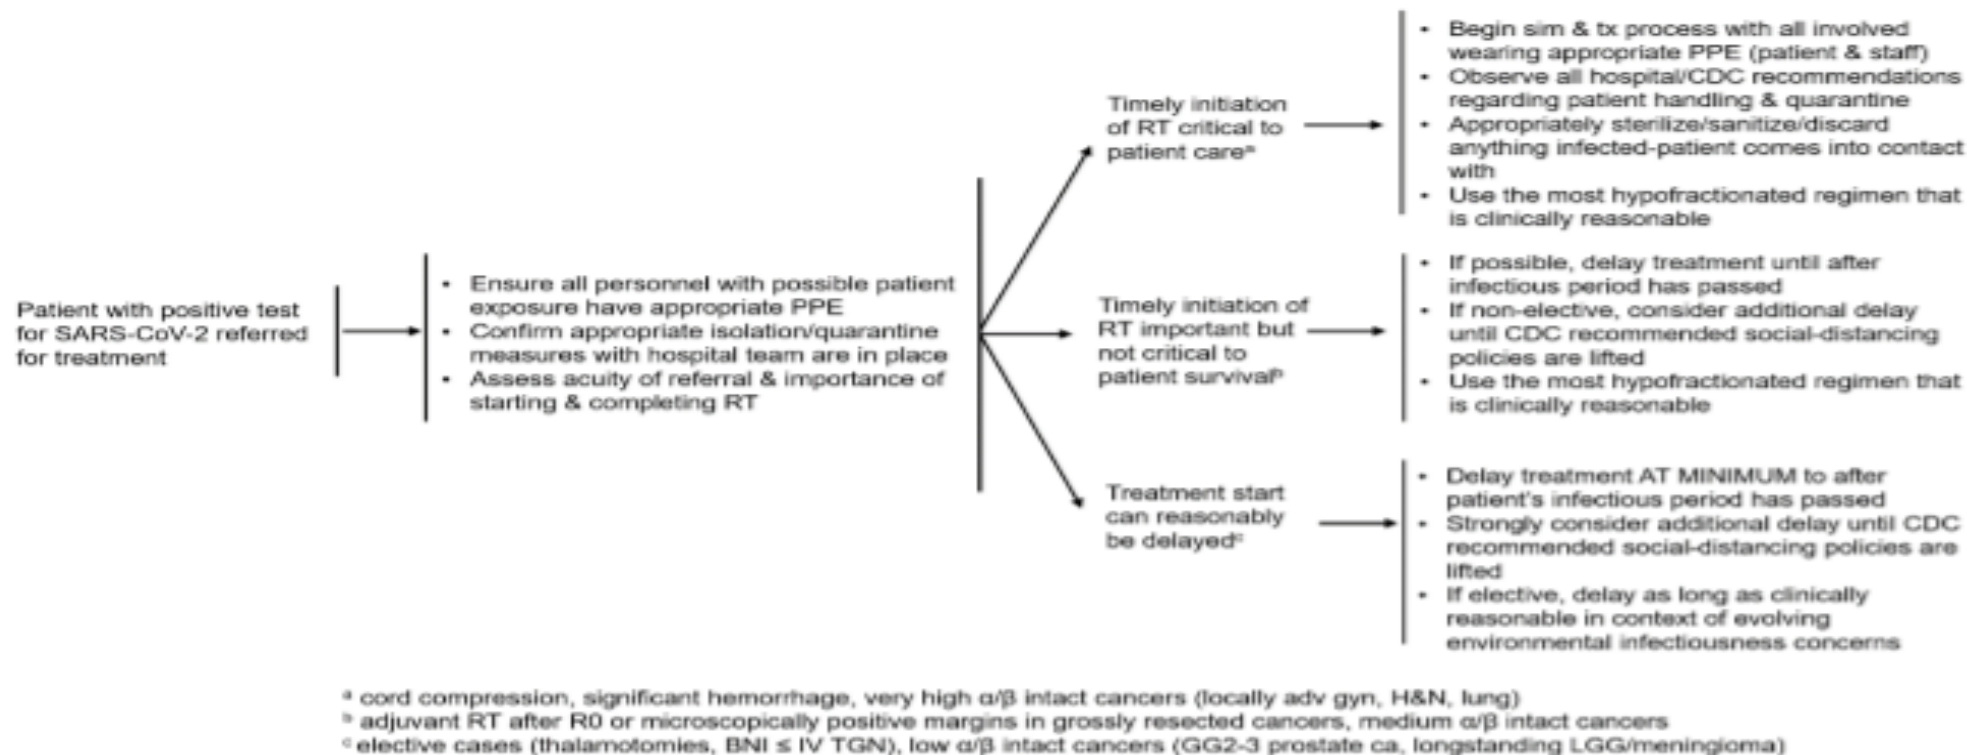 Patient with positive test
for SARS-CoV-2 referred
for treatment
• Ensure all personnel with possible patient
exposure have appropriate PPE
• Confirm appropriate isolation/quarantine
measures with hospital team are in place
• Assess acuity of referral & importance of
starting & completing RT
Timely initiation
of RT critical to
patient careᵃ
• Begin sim & tx process with all involved
wearing appropriate PPE (patient & staff)
• Observe all hospital/CDC recommendations
regarding patient handling & quarantine
• Appropriately sterilize/sanitize/discard
anything infected-patient comes into contact
with
• Use the most hypofractionated regimen that
is clinically reasonable
Timely initiation of
RT important but
not critical to
patient survivalᵇ
• If possible, delay treatment until after
infectious period has passed
• If non-elective, consider additional delay
until CDC recommended social-distancing
policies are lifted
• Use the most hypofractionated regimen that
is clinically reasonable
Treatment start
can reasonably
be delayedᶜ
• Delay treatment AT MINIMUM to after
patient's infectious period has passed
• Strongly consider additional delay until CDC
recommended social-distancing policies are
lifted
• If elective, delay as long as clinically
reasonable in context of evolving
environmental infectiousness concerns
ᵃ cord compression, significant hemorrhage, very high α/β intact cancers (locally adv gyn, H&N, lung)
ᵇ adjuvant RT after R0 or microscopically positive margins in grossly resected cancers, medium α/β intact cancers
ᶜ elective cases (thalamotomies, BNI ≤ IV TGN), low α/β intact cancers (GG2-3 prostate ca, longstanding LGG/meningioma)